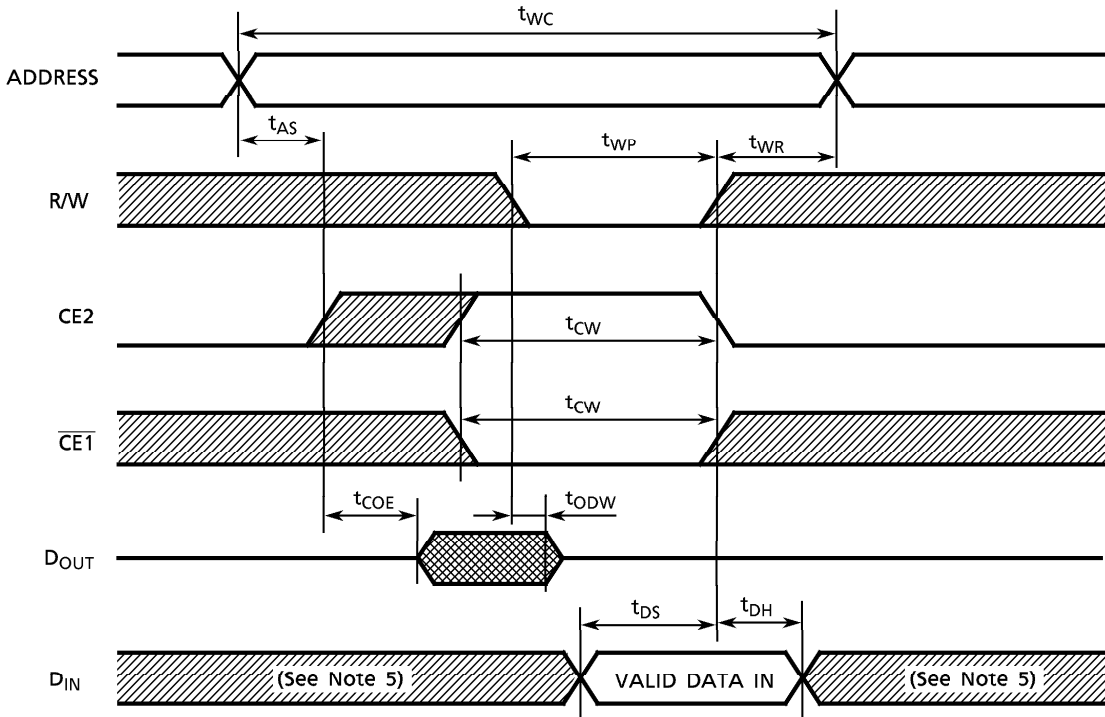 tWC
ADDRESS
tAS
tWP
tWR
R/W
CE2
tCW
tCW
CE1
tCOE
tODW
DOUT
tDS
tDH
DIN
(See Note 5)
VALID DATA IN
(See Note 5)